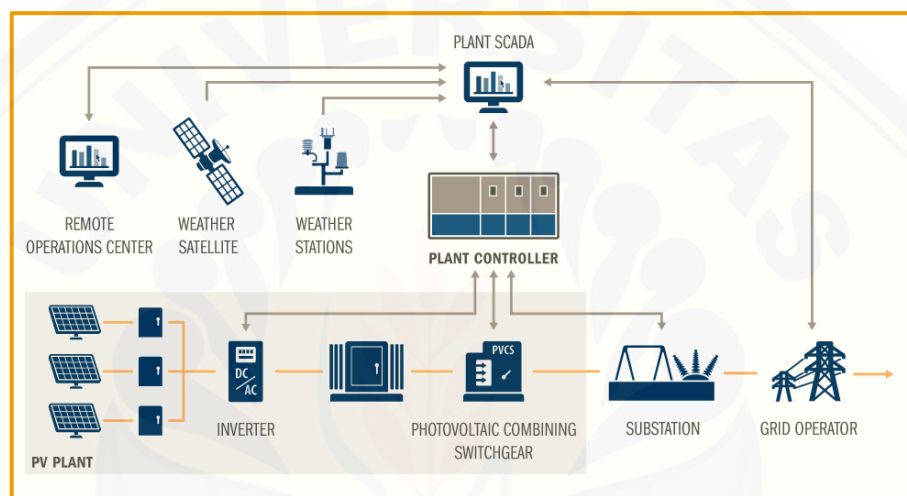 PLANT SCADA
REMOTE
OPERATIONS CENTER
WEATHER
SATELLITE
WEATHER
STATIONS
PLANT CONTROLLER
DC
AC
PVCS
INVERTER
PHOTOVOLTAIC COMBINING
SWITCHGEAR
SUBSTATION
GRID OPERATOR
PV PLANT
UNIVERSITAS